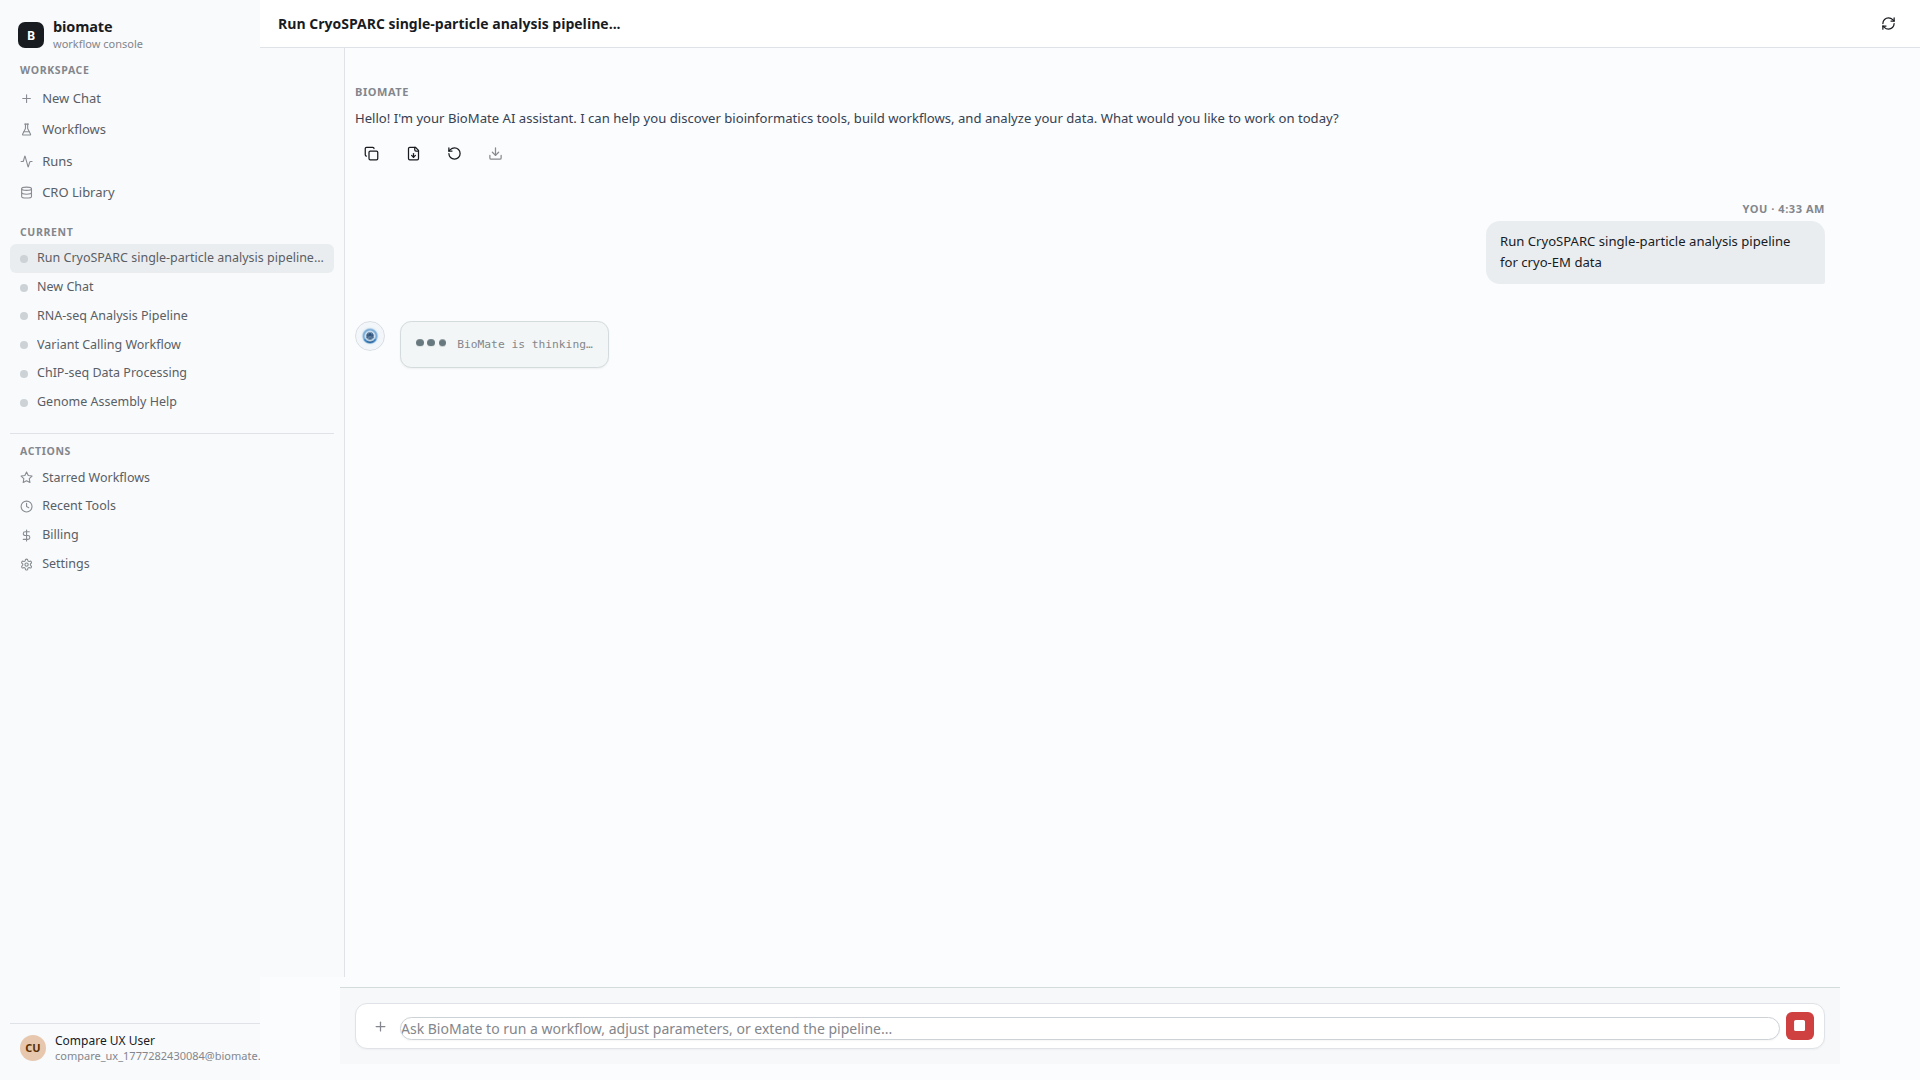 B
biomate
workflow console
WORKSPACE
New Chat
Workflows
Runs
CRO Library
CURRENT
Run CryoSPARC single-particle analysis pipeline...
New Chat
RNA-seq Analysis Pipeline
Variant Calling Workflow
ChIP-seq Data Processing
Genome Assembly Help
ACTIONS
Starred Workflows
Recent Tools
Billing
Settings
CU
Compare UX User
compare_ux_1777282430084@biomate.
Run CryoSPARC single-particle analysis pipeline...
BIOMATE
Hello! I'm your BioMate AI assistant. I can help you discover bioinformatics tools, build workflows, and analyze your data. What would you like to work on today?
YOU · 4:33 AM
Run CryoSPARC single-particle analysis pipeline
for cryo-EM data
BioMate is thinking…
Ask BioMate to run a workflow, adjust parameters, or extend the pipeline...